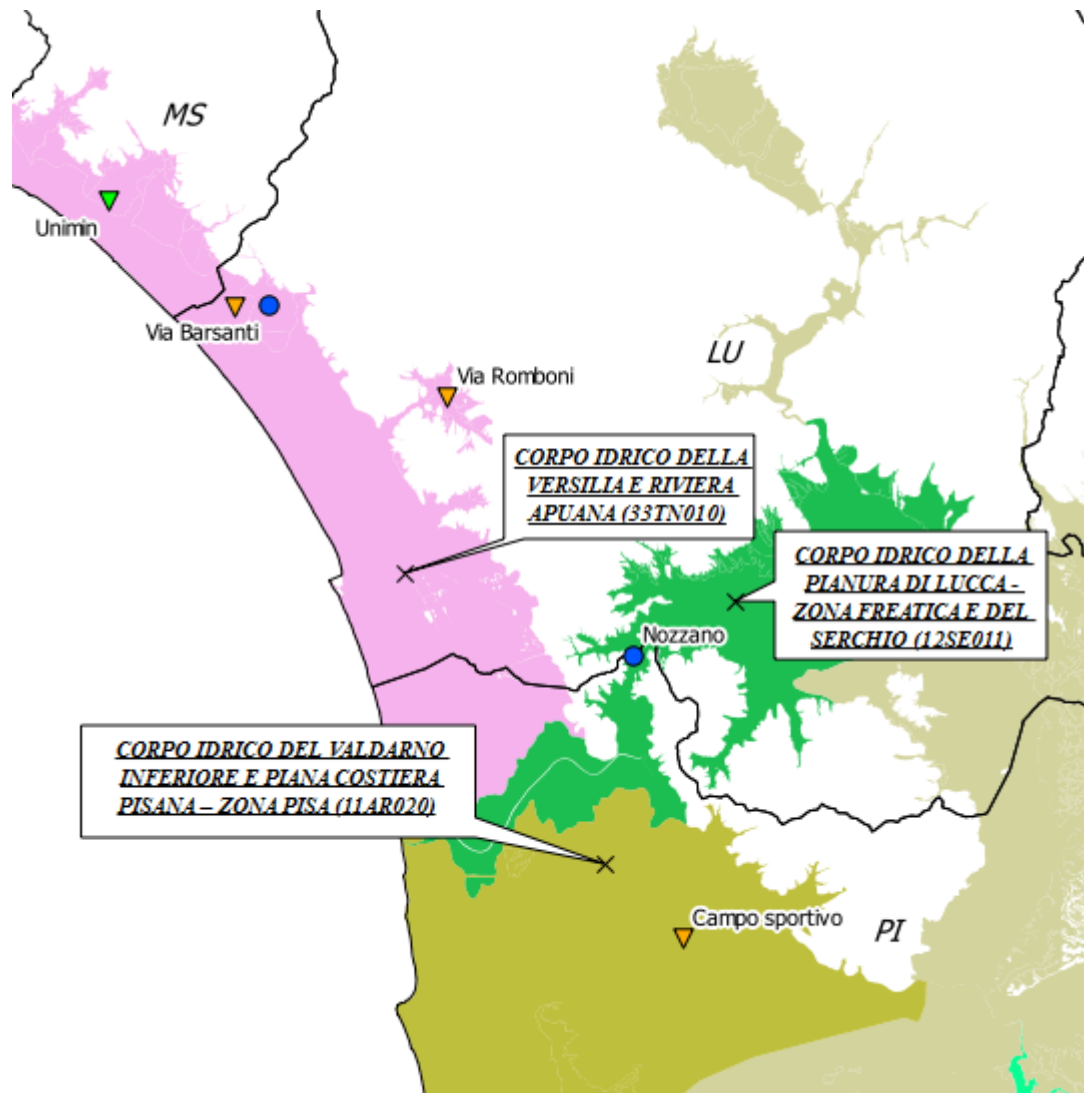 MS
Unimin
Via Barsanti
LU
Via Romboni
CORPO IDRICO DELLA
VERSILIA E RIVIERA
APUANA (33TN010)
CORPO IDRICO DELLA
PIANURA DI LUCCA -
ZONA FREATICA E DEL
SERCHIO (12SE011)
Nozzano
CORPO IDRICO DEL VALDARNO
INFERIORE E PIANA COSTIERA
PISANA – ZONA PISA (11AR020)
Campo sportivo
PI